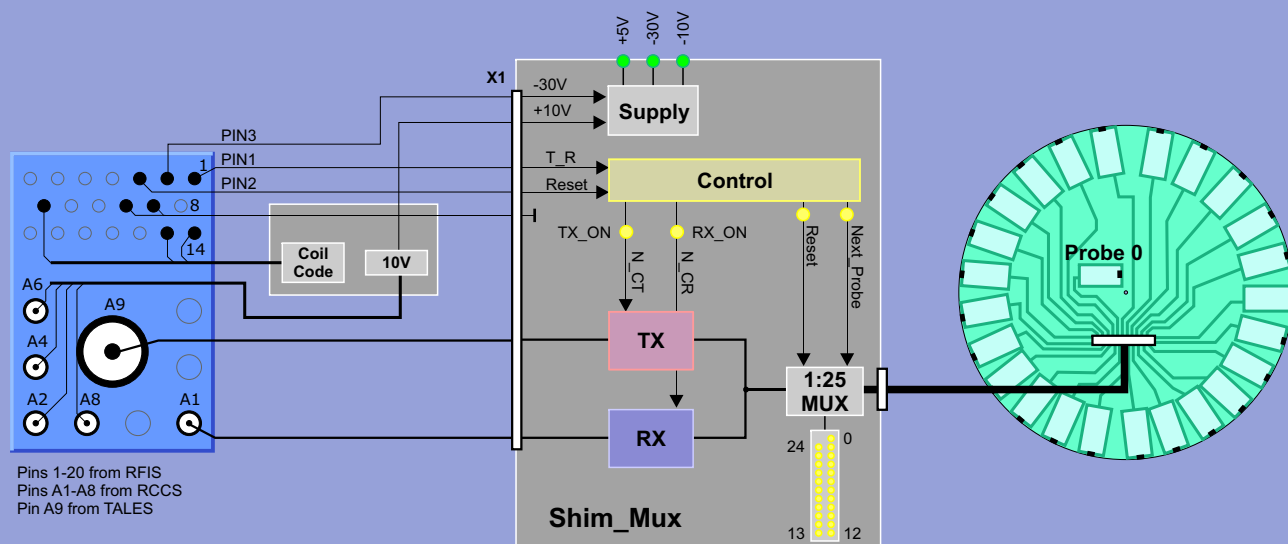 +5V
-30V
-10V
X1
-30V
+10V
Supply
PIN3
PIN1
PIN2
1
8
14
T_R
Reset
Control
TX_ON
RX_ON
N_CT
N_CR
Reset
Next_Probe
Coil
Code
10V
Probe 0
A6
A9
A4
A2
A8
A1
TX
RX
1:25
MUX
0
24
13
12
Shim_Mux
Pins 1-20 from RFIS
Pins A1-A8 from RCCS
Pin A9 from TALES